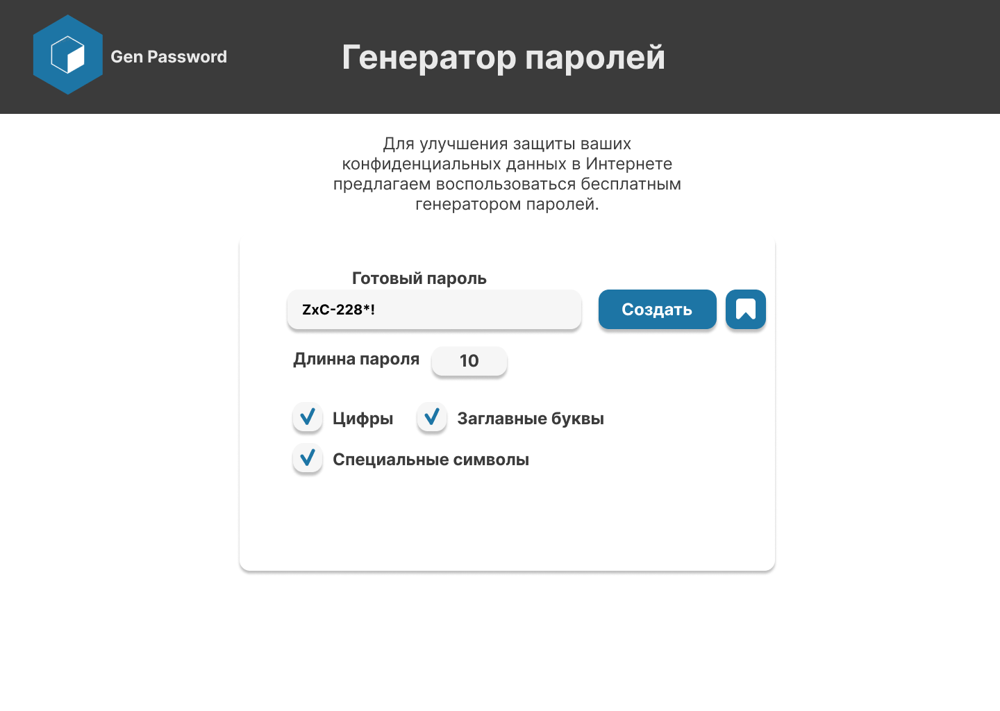 Gen Password
Генератор паролей
Для улучшения защиты ваших
конфиденциальных данных в Интернете
предлагаем воспользоваться бесплатным
генератором паролей.
Готовый пароль
ZxC-228*!
Создать
Длинна пароля
10
Цифры
Заглавные буквы
Специальные символы